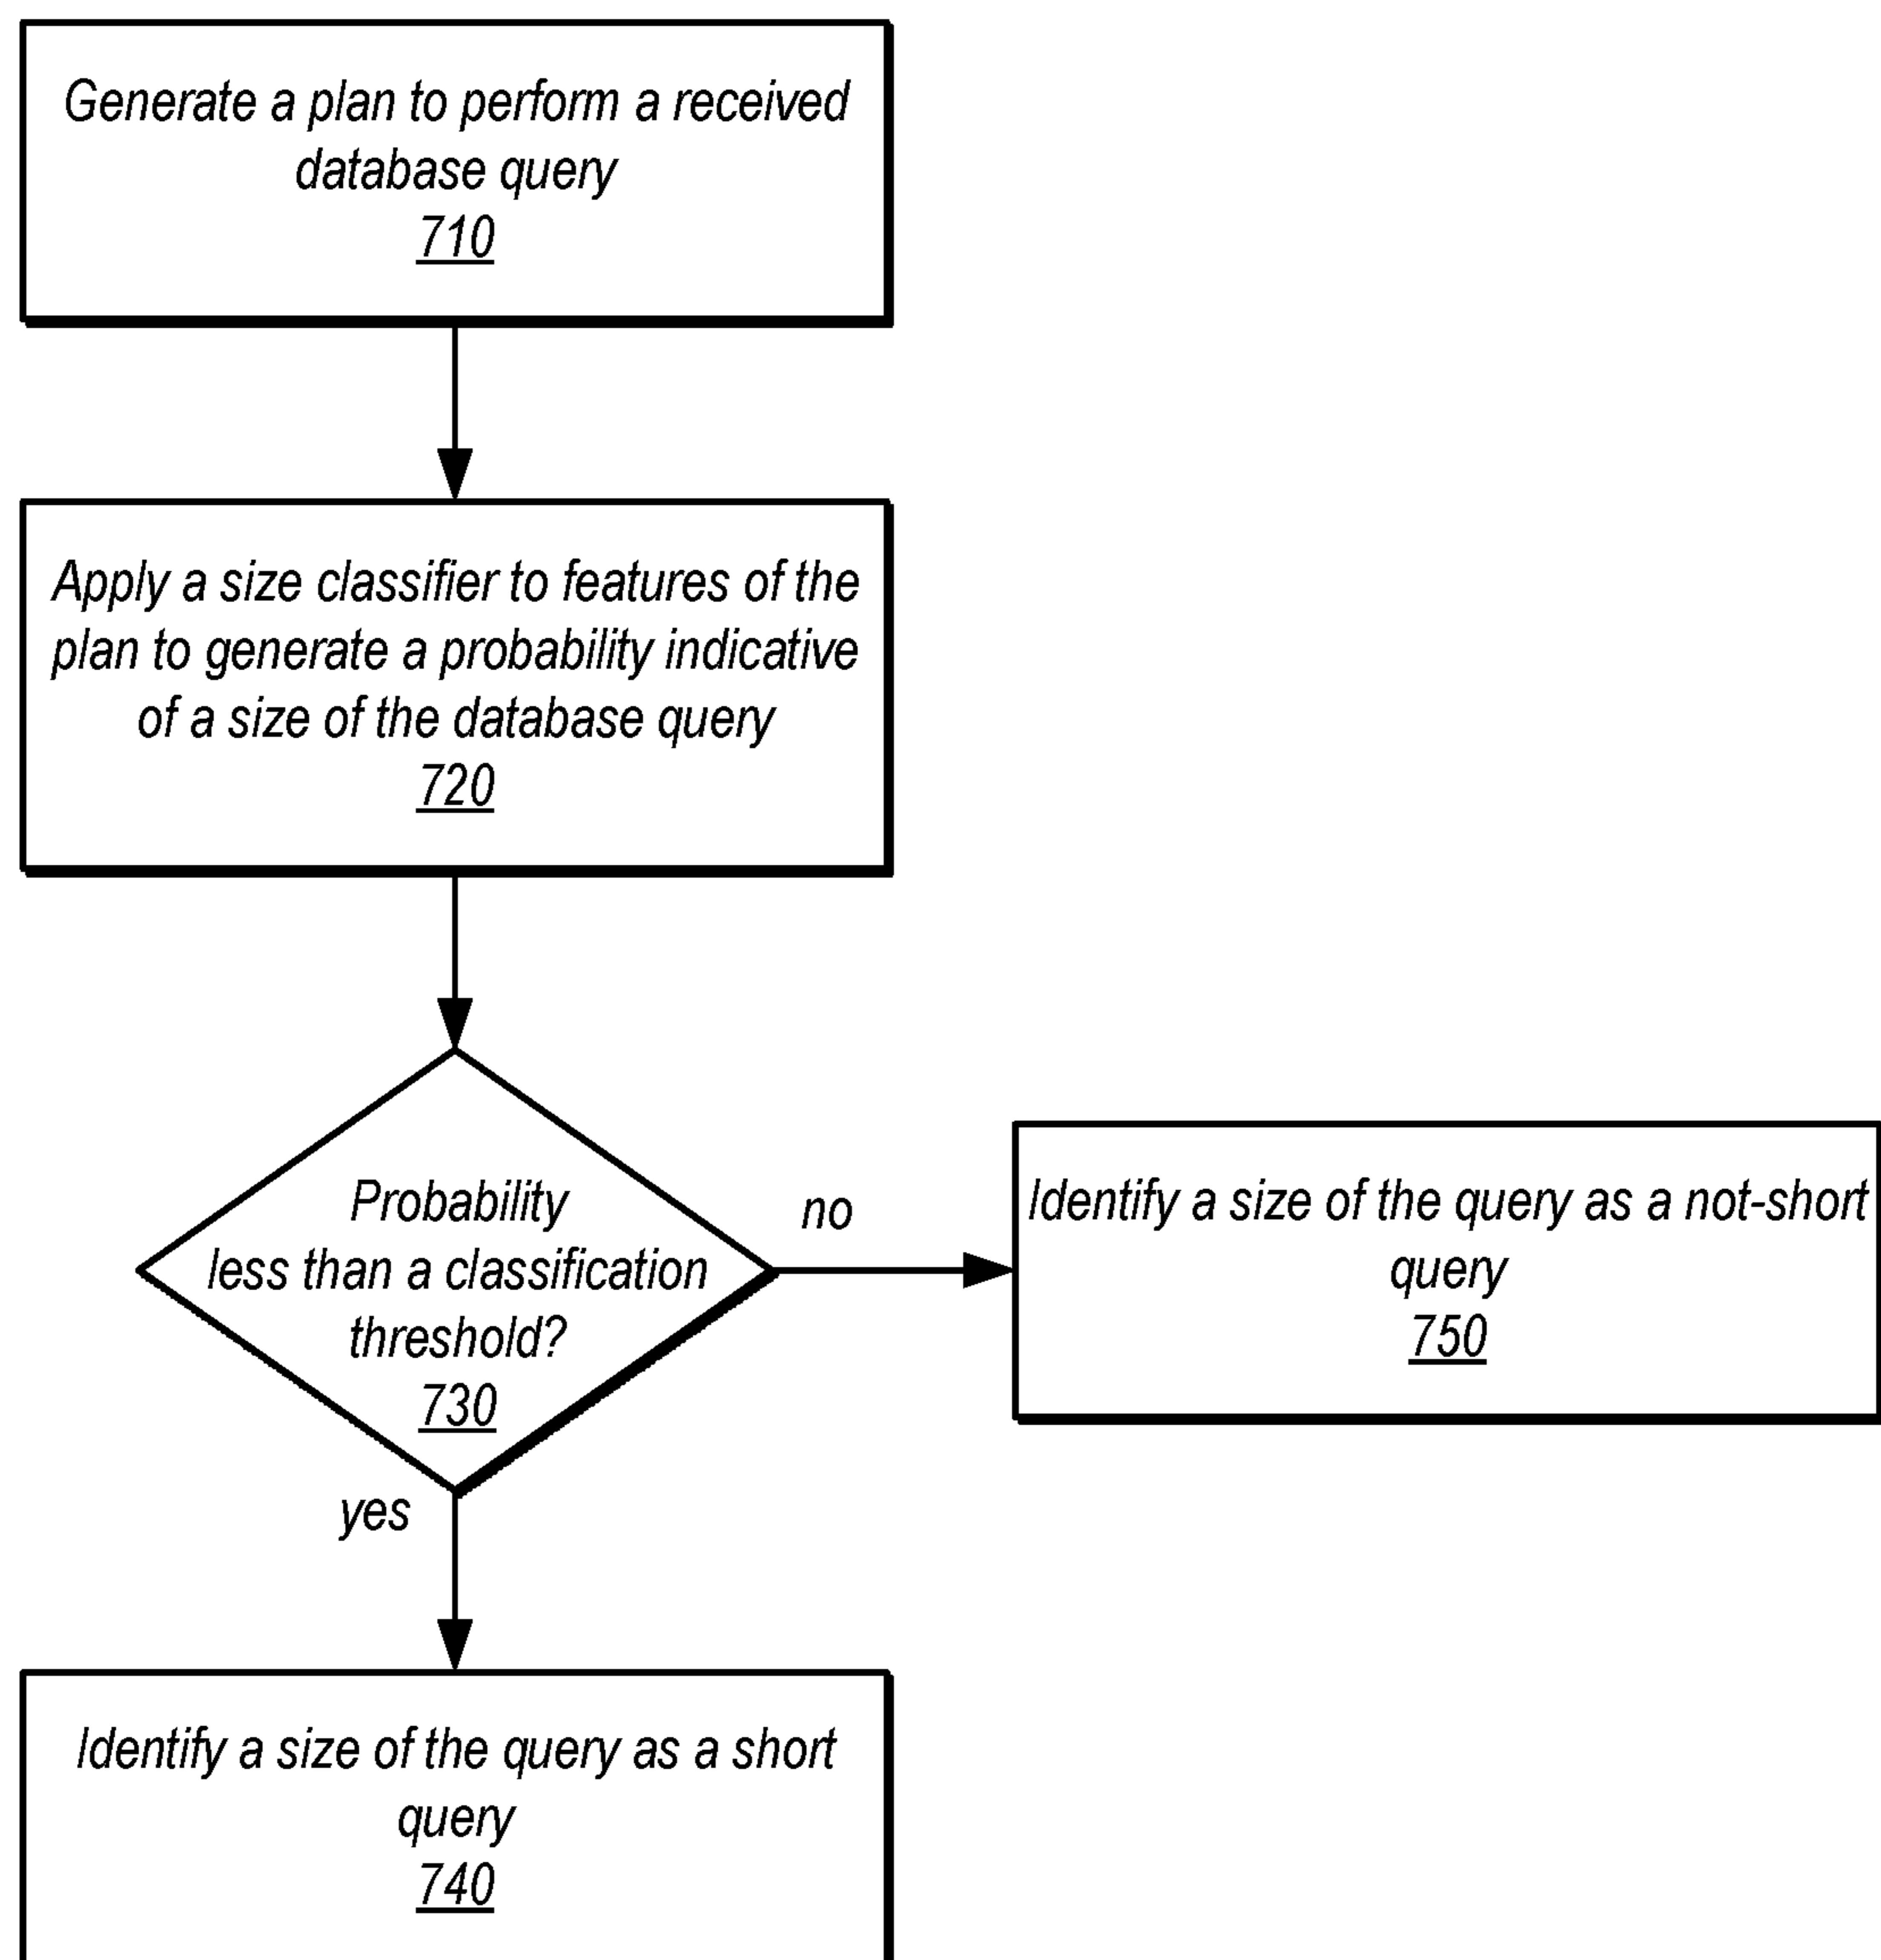 Generate a plan to perform a received
database query
710
Apply a size classifier to features of the
plan to generate a probability indicative
of a size of the database query
720
Probability
less than a classification
threshold?
730
no
Identify a size of the query as a not-short
query
750
yes
Identify a size of the query as a short
query
740